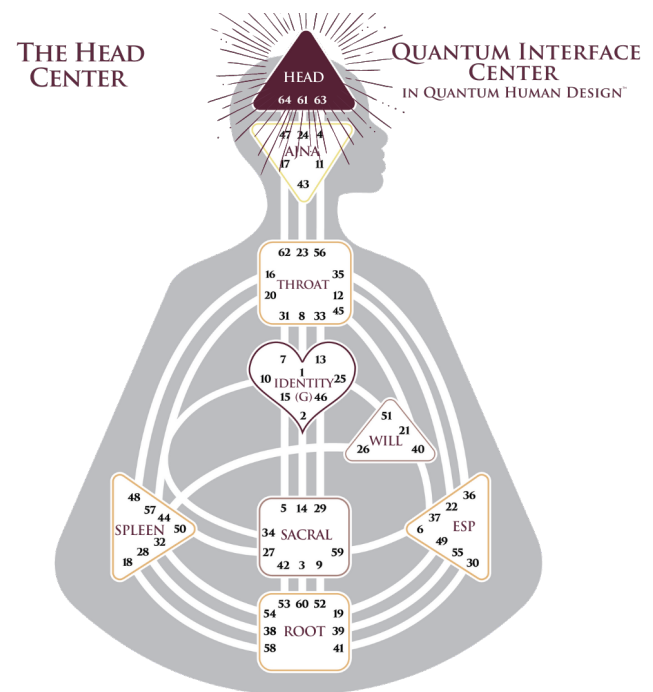 THE HEAD
CENTER
QUANTUM INTERFACE
CENTER
IN QUANTUM HUMAN DESIGN™
HEAD
64 61 63
47 24 4
AJNA
17 11
43
62 23 56
16 35
THROAT
20 12
45
31 8 33
7 13
1
10 25
IDENTITY
15 (G) 46
2
51
21
WILL
26 40
48
57
44
SPLEEN 50
32
28
18
5 14 29
34
SACRAL
27 59
42 3 9
36
22
37
6 ESP
49
55
30
53 60 52
54 19
38 ROOT 39
58 41